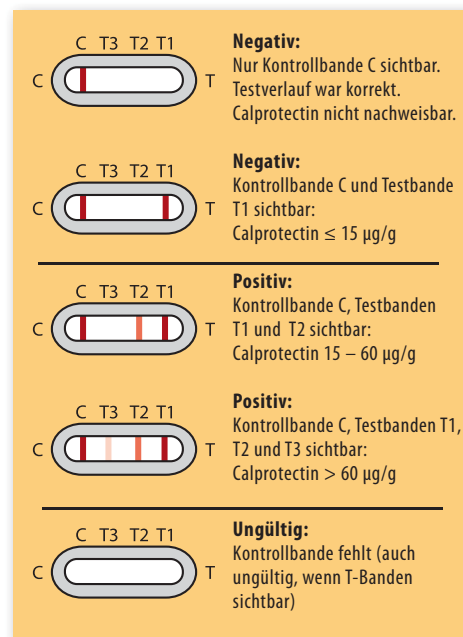 C T3 T2 T1
C T
Negativ:
Nur Kontrollbande C sichtbar.
Testverlauf war korrekt.
Calprotectin nicht nachweisbar.
C T3 T2 T1
C T
Negativ:
Kontrollbande C und Testbande
T1 sichtbar:
Calprotectin ≤ 15 µg/g
C T3 T2 T1
C T
Positiv:
Kontrollbande C, Testbanden
T1 und T2 sichtbar:
Calprotectin 15 – 60 µg/g
C T3 T2 T1
C T
Positiv:
Kontrollbande C, Testbanden T1,
T2 und T3 sichtbar:
Calprotectin > 60 µg/g
C T3 T2 T1
C T
Ungültig:
Kontrollbande fehlt (auch
ungültig, wenn T-Banden
sichtbar)